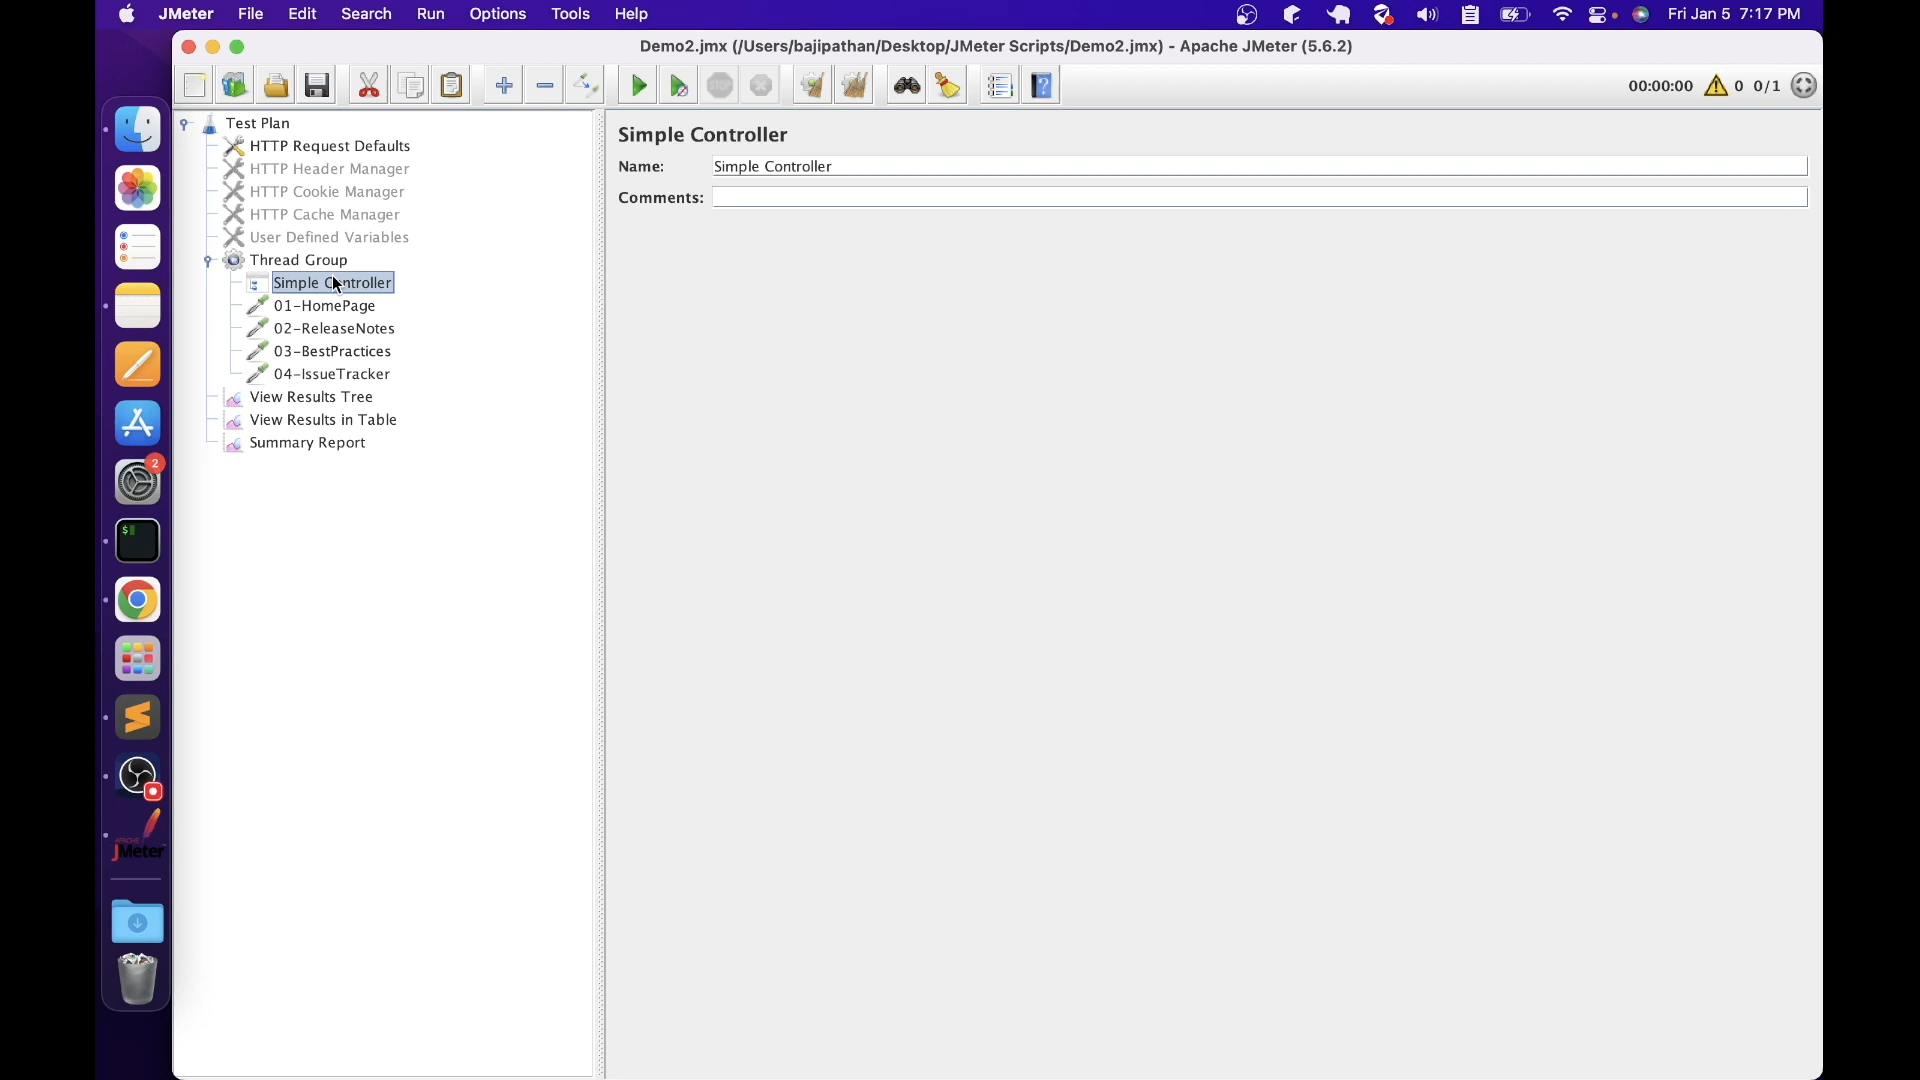 JMeter File Edit Search Run Options Tools Help Fri Jan 5 7:17 PM
Demo2.jmx (/Users/bajipathan/Desktop/JMeter Scripts/Demo2.jmx) - Apache JMeter (5.6.2)
STOP 00:00:00 0 0/1
Test Plan
HTTP Request Defaults
HTTP Header Manager
HTTP Cookie Manager
HTTP Cache Manager
User Defined Variables
Thread Group
Simple Controller
01-HomePage
02-ReleaseNotes
03-BestPractices
04-IssueTracker
View Results Tree
View Results in Table
Summary Report
Simple Controller
Name: Simple Controller
Comments:
2
$
APACHE
JMeter